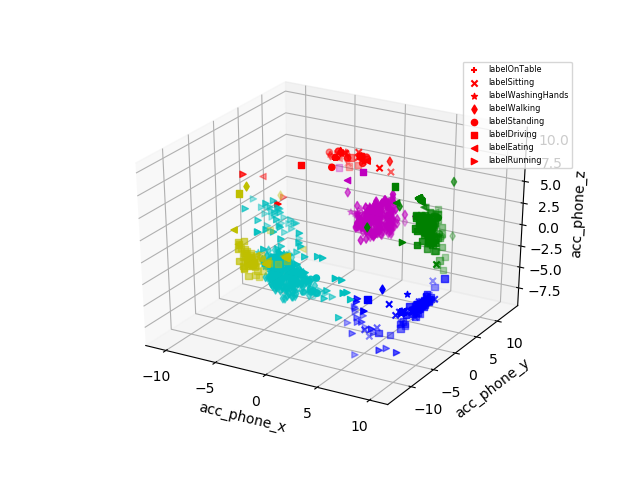 labelOnTable
labelSitting
labelWashingHands
labelWalking
labelStanding
labelDriving
labelEating
labelRunning
10.0
7.5
5.0
2.5
0.0
−2.5
−5.0
−7.5
acc_phone_z
−10
−5
0
5
10
acc_phone_x
−10
−5
0
5
10
acc_phone_y